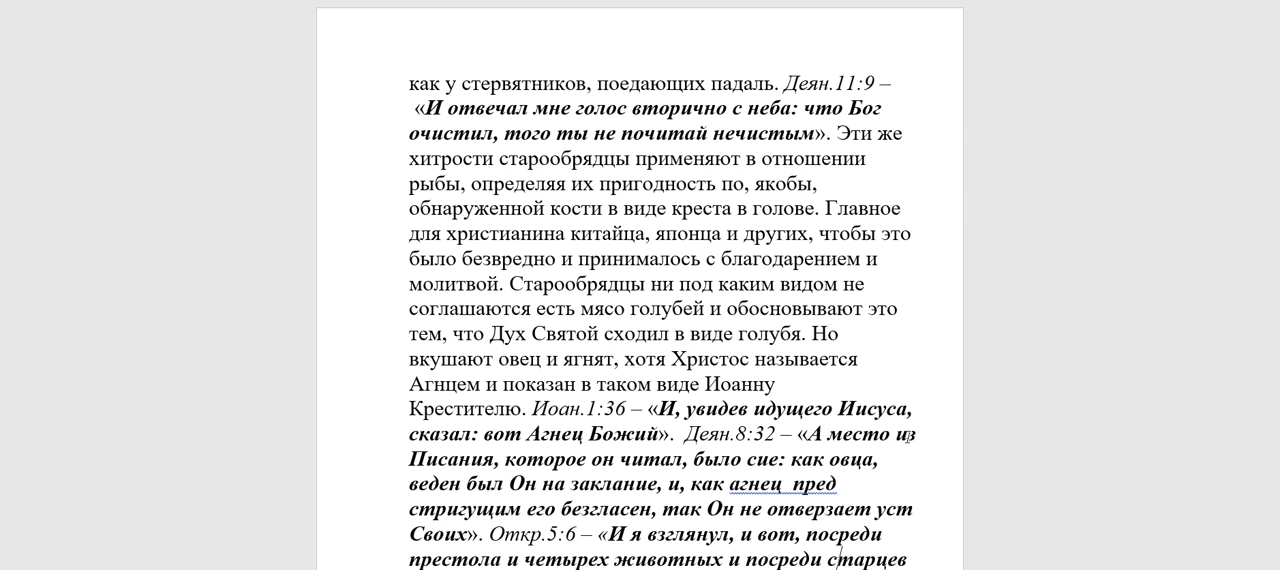 как у стервятников, поедающих падаль. Деян.11:9 –
«И отвечал мне голос вторично с неба: что Бог
очистил, того ты не почитай нечистым». Эти же
хитрости старообрядцы применяют в отношении
рыбы, определяя их пригодность по, якобы,
обнаруженной кости в виде креста в голове. Главное
для христианина китайца, японца и других, чтобы это
было безвредно и принималось с благодарением и
молитвой. Старообрядцы ни под каким видом не
соглашаются есть мясо голубей и обосновывают это
тем, что Дух Святой сходил в виде голубя. Но
вкушают овец и ягнят, хотя Христос называется
Агнцем и показан в таком виде Иоанну
Крестителю. Иоан.1:36 – «И, увидев идущего Иисуса,
сказал: вот Агнец Божий».  Деян.8:32 – «А место из
Писания, которое он читал, было сие: как овца,
веден был Он на заклание, и, как агнец  пред
стригущим его безгласен, так Он не отверзает уст
Своих». Откр.5:6 – «И я взглянул, и вот, посреди
престола и четырех животных и посреди старцев